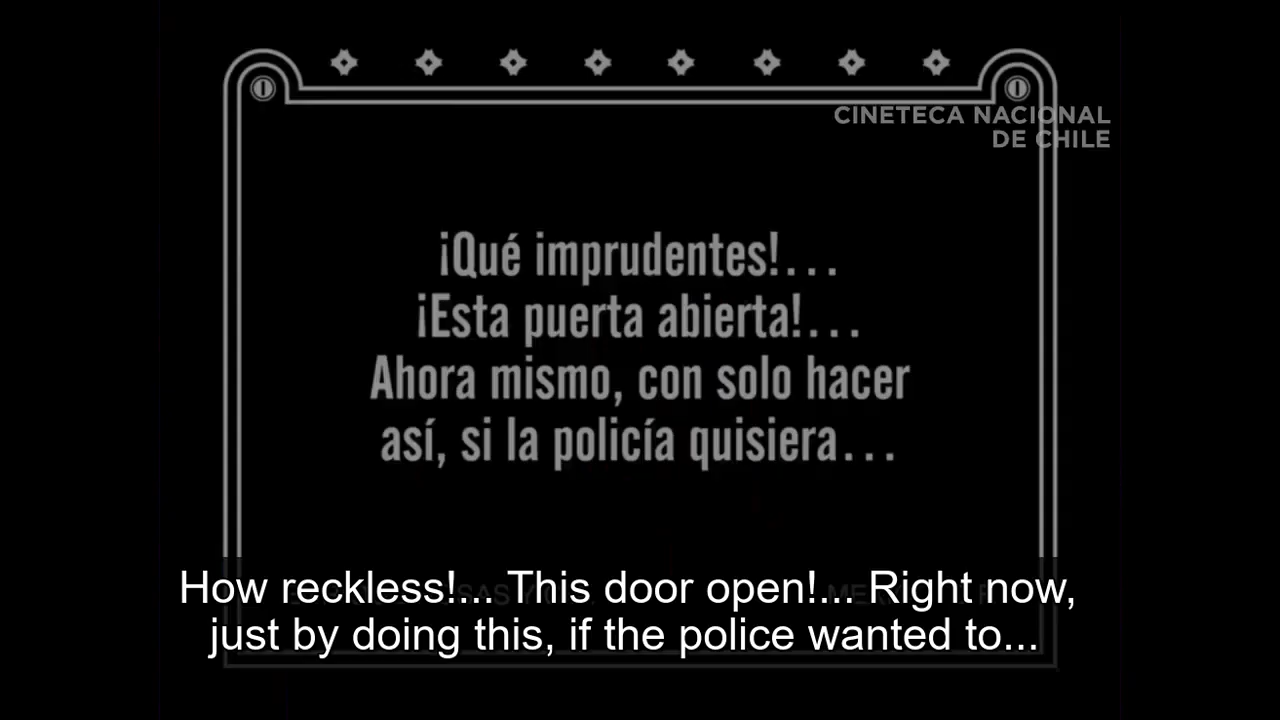 CINETECA NACIONAL
DE CHILE
¡Qué imprudentes!...
¡Esta puerta abierta!...
Ahora mismo, con solo hacer
así, si la policía quisiera...
How reckless!... This door open!... Right now,
just by doing this, if the police wanted to...